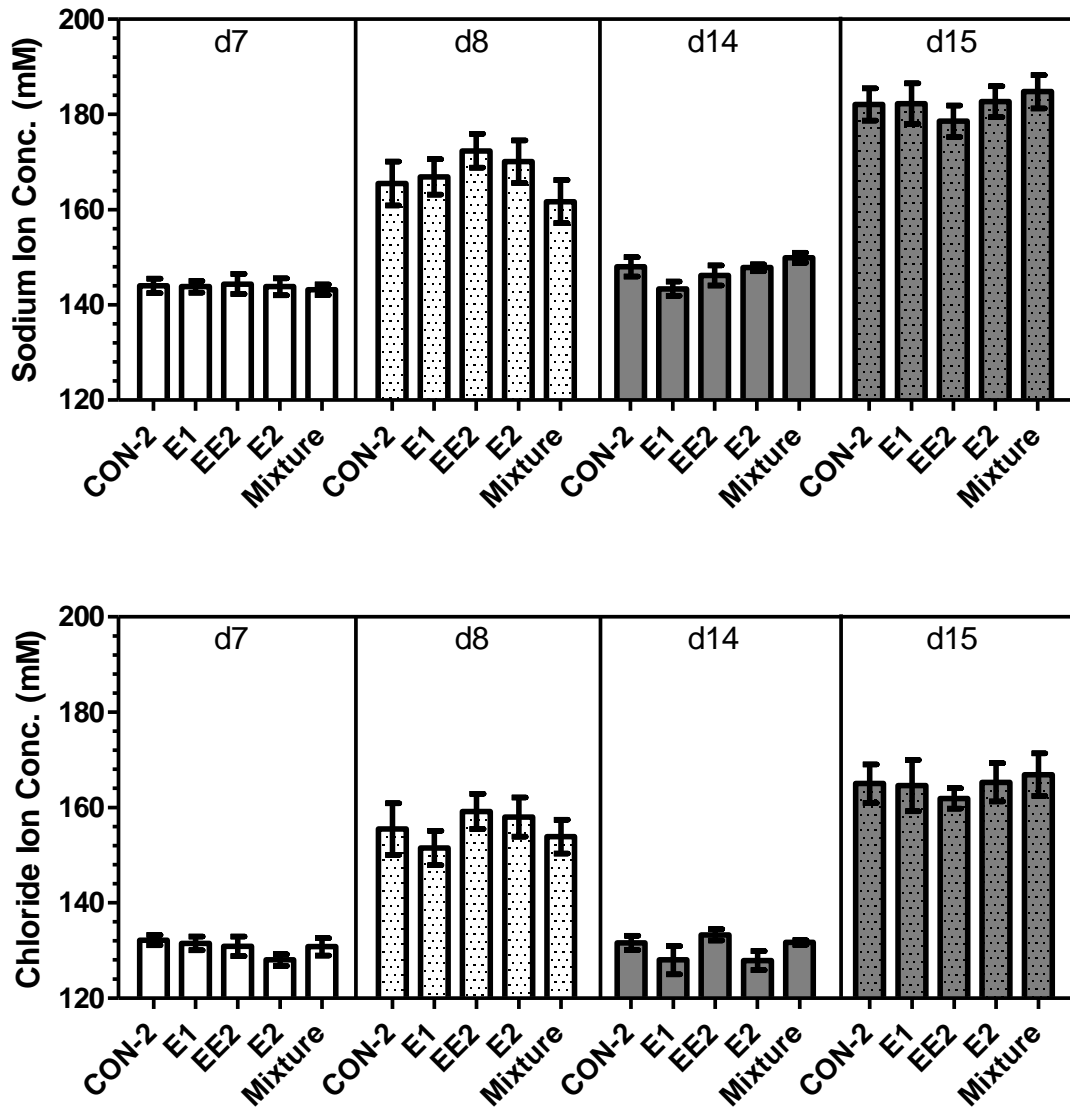 Sodium Ion Conc. (mM)
200
180
160
140
120
d7
d8
d14
d15
CON-2
E1
EE2
E2
Mixture
CON-2
E1
EE2
E2
Mixture
CON-2
E1
EE2
E2
Mixture
CON-2
E1
EE2
E2
Mixture
Chloride Ion Conc. (mM)
200
180
160
140
120
d7
d8
d14
d15
CON-2
E1
EE2
E2
Mixture
CON-2
E1
EE2
E2
Mixture
CON-2
E1
EE2
E2
Mixture
CON-2
E1
EE2
E2
Mixture